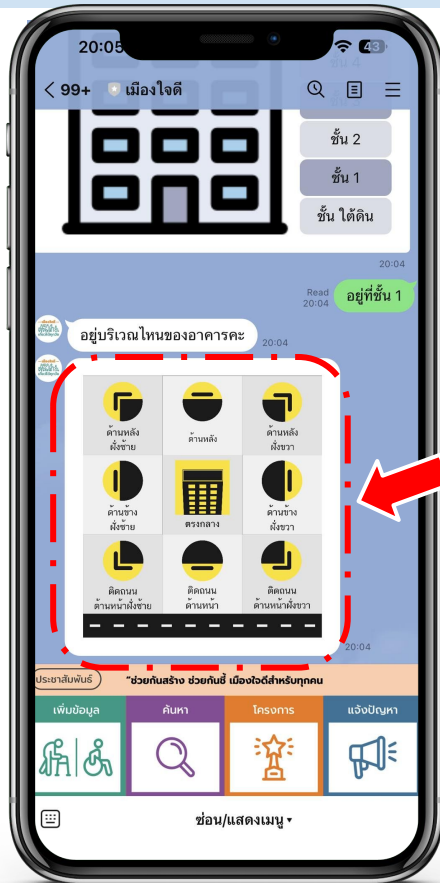 20:05
43
99+
เมืองใจดี
ชั้น 4
ชั้น 2
ชั้น 1
ชั้น ใต้ดิน
20:04
Read
20:04
อยู่ที่ชั้น 1
อยู่บริเวณไหนของอาคารคะ
20:04
ด้านหลัง
ฝั่งซ้าย
ด้านหลัง
ด้านหลัง
ฝั่งขวา
ด้านข้าง
ฝั่งซ้าย
ตรงกลาง
ด้านข้าง
ฝั่งขวา
ติดถนน
ด้านหน้าฝั่งซ้าย
ติดถนน
ด้านหน้า
ติดถนน
ด้านหน้าฝั่งขวา
20:04
ประชาสัมพันธ์
"ช่วยกันสร้าง ช่วยกันชี้ เมืองใจดีสำหรับทุกคน
เพิ่มข้อมูล
ค้นหา
โครงการ
แจ้งปัญหา
ซ่อน/แสดงเมนู